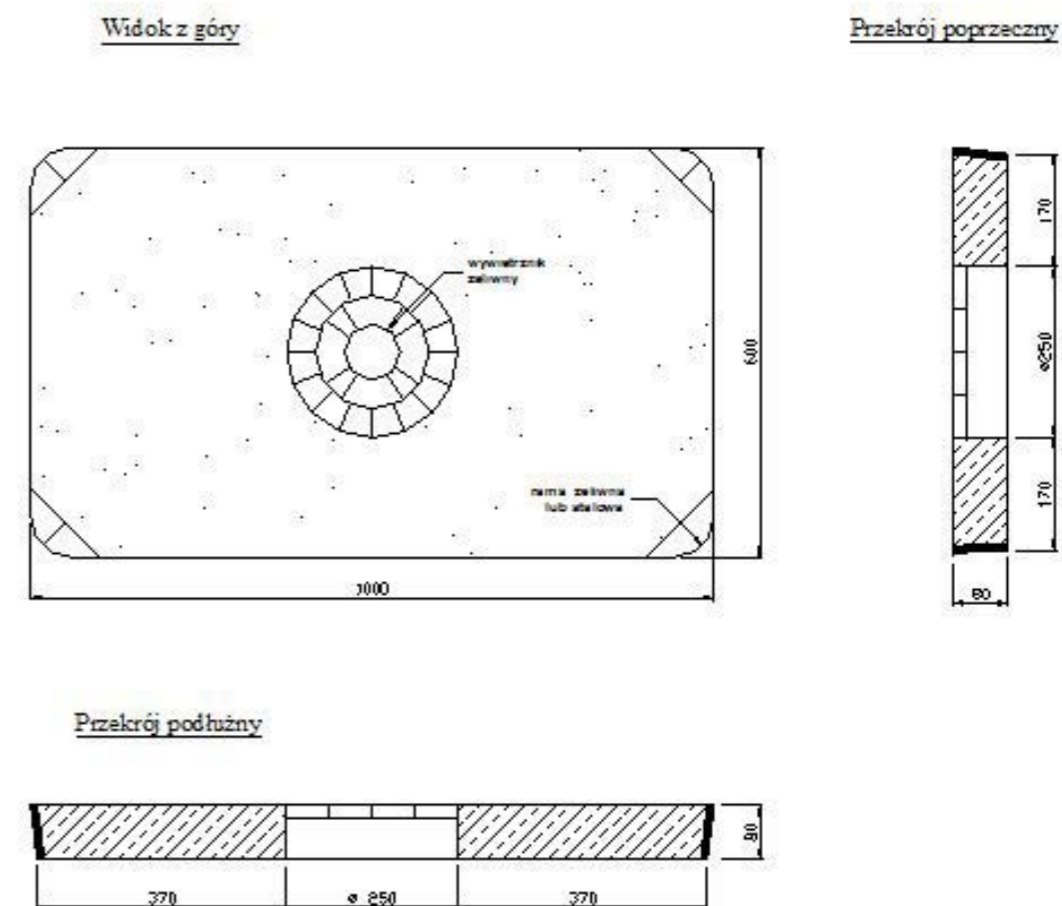 Widok z góry
Przekrój poprzeczny
wywietrznik
żeliwny
rama żeliwna
lub stalowa
600
1000
170
ø250
170
80
Przekrój podłużny
80
370
ø 250
370